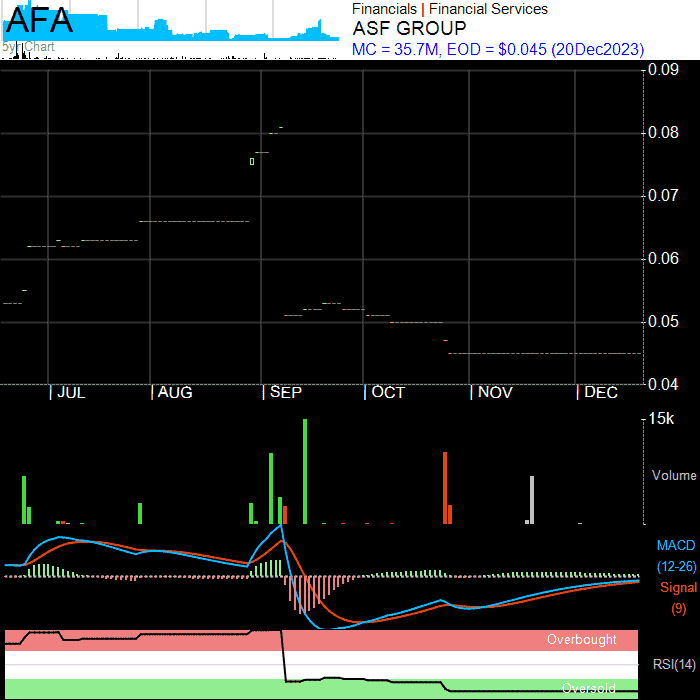 AFA
5yr Chart
Financials | Financial Services
ASF GROUP
MC = 35.7M, EOD = $0.045 (20Dec2023)
0.09
0.08
0.07
0.06
0.05
0.04
JUL AUG SEP OCT NOV DEC
15k
Volume
MACD
(12-26)
Signal
(9)
Overbought
RSI(14)
Oversold